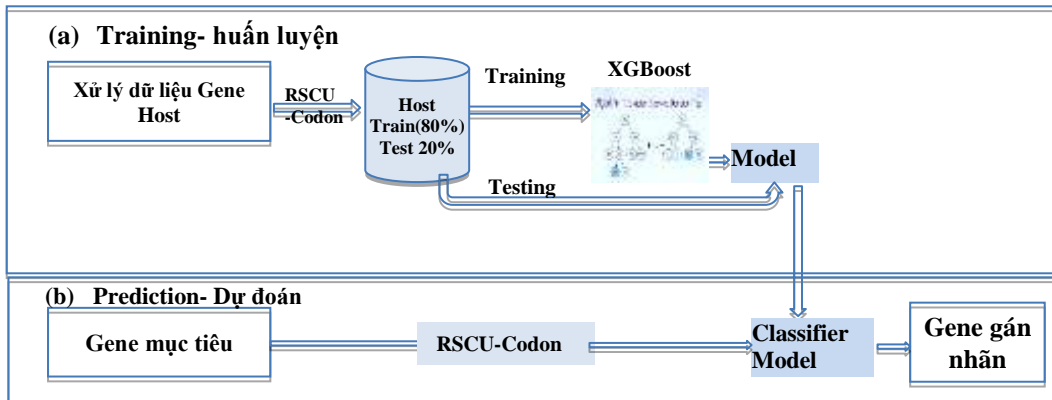 (a) Training- huấn luyện
Xử lý dữ liệu Gene
Host
RSCU
-Codon
Host
Train(80%)
Test 20%
Training
XGBoost
Testing
Model
(b) Prediction- Dự đoán
Gene mục tiêu
RSCU-Codon
Classifier
Model
Gene gán
nhãn